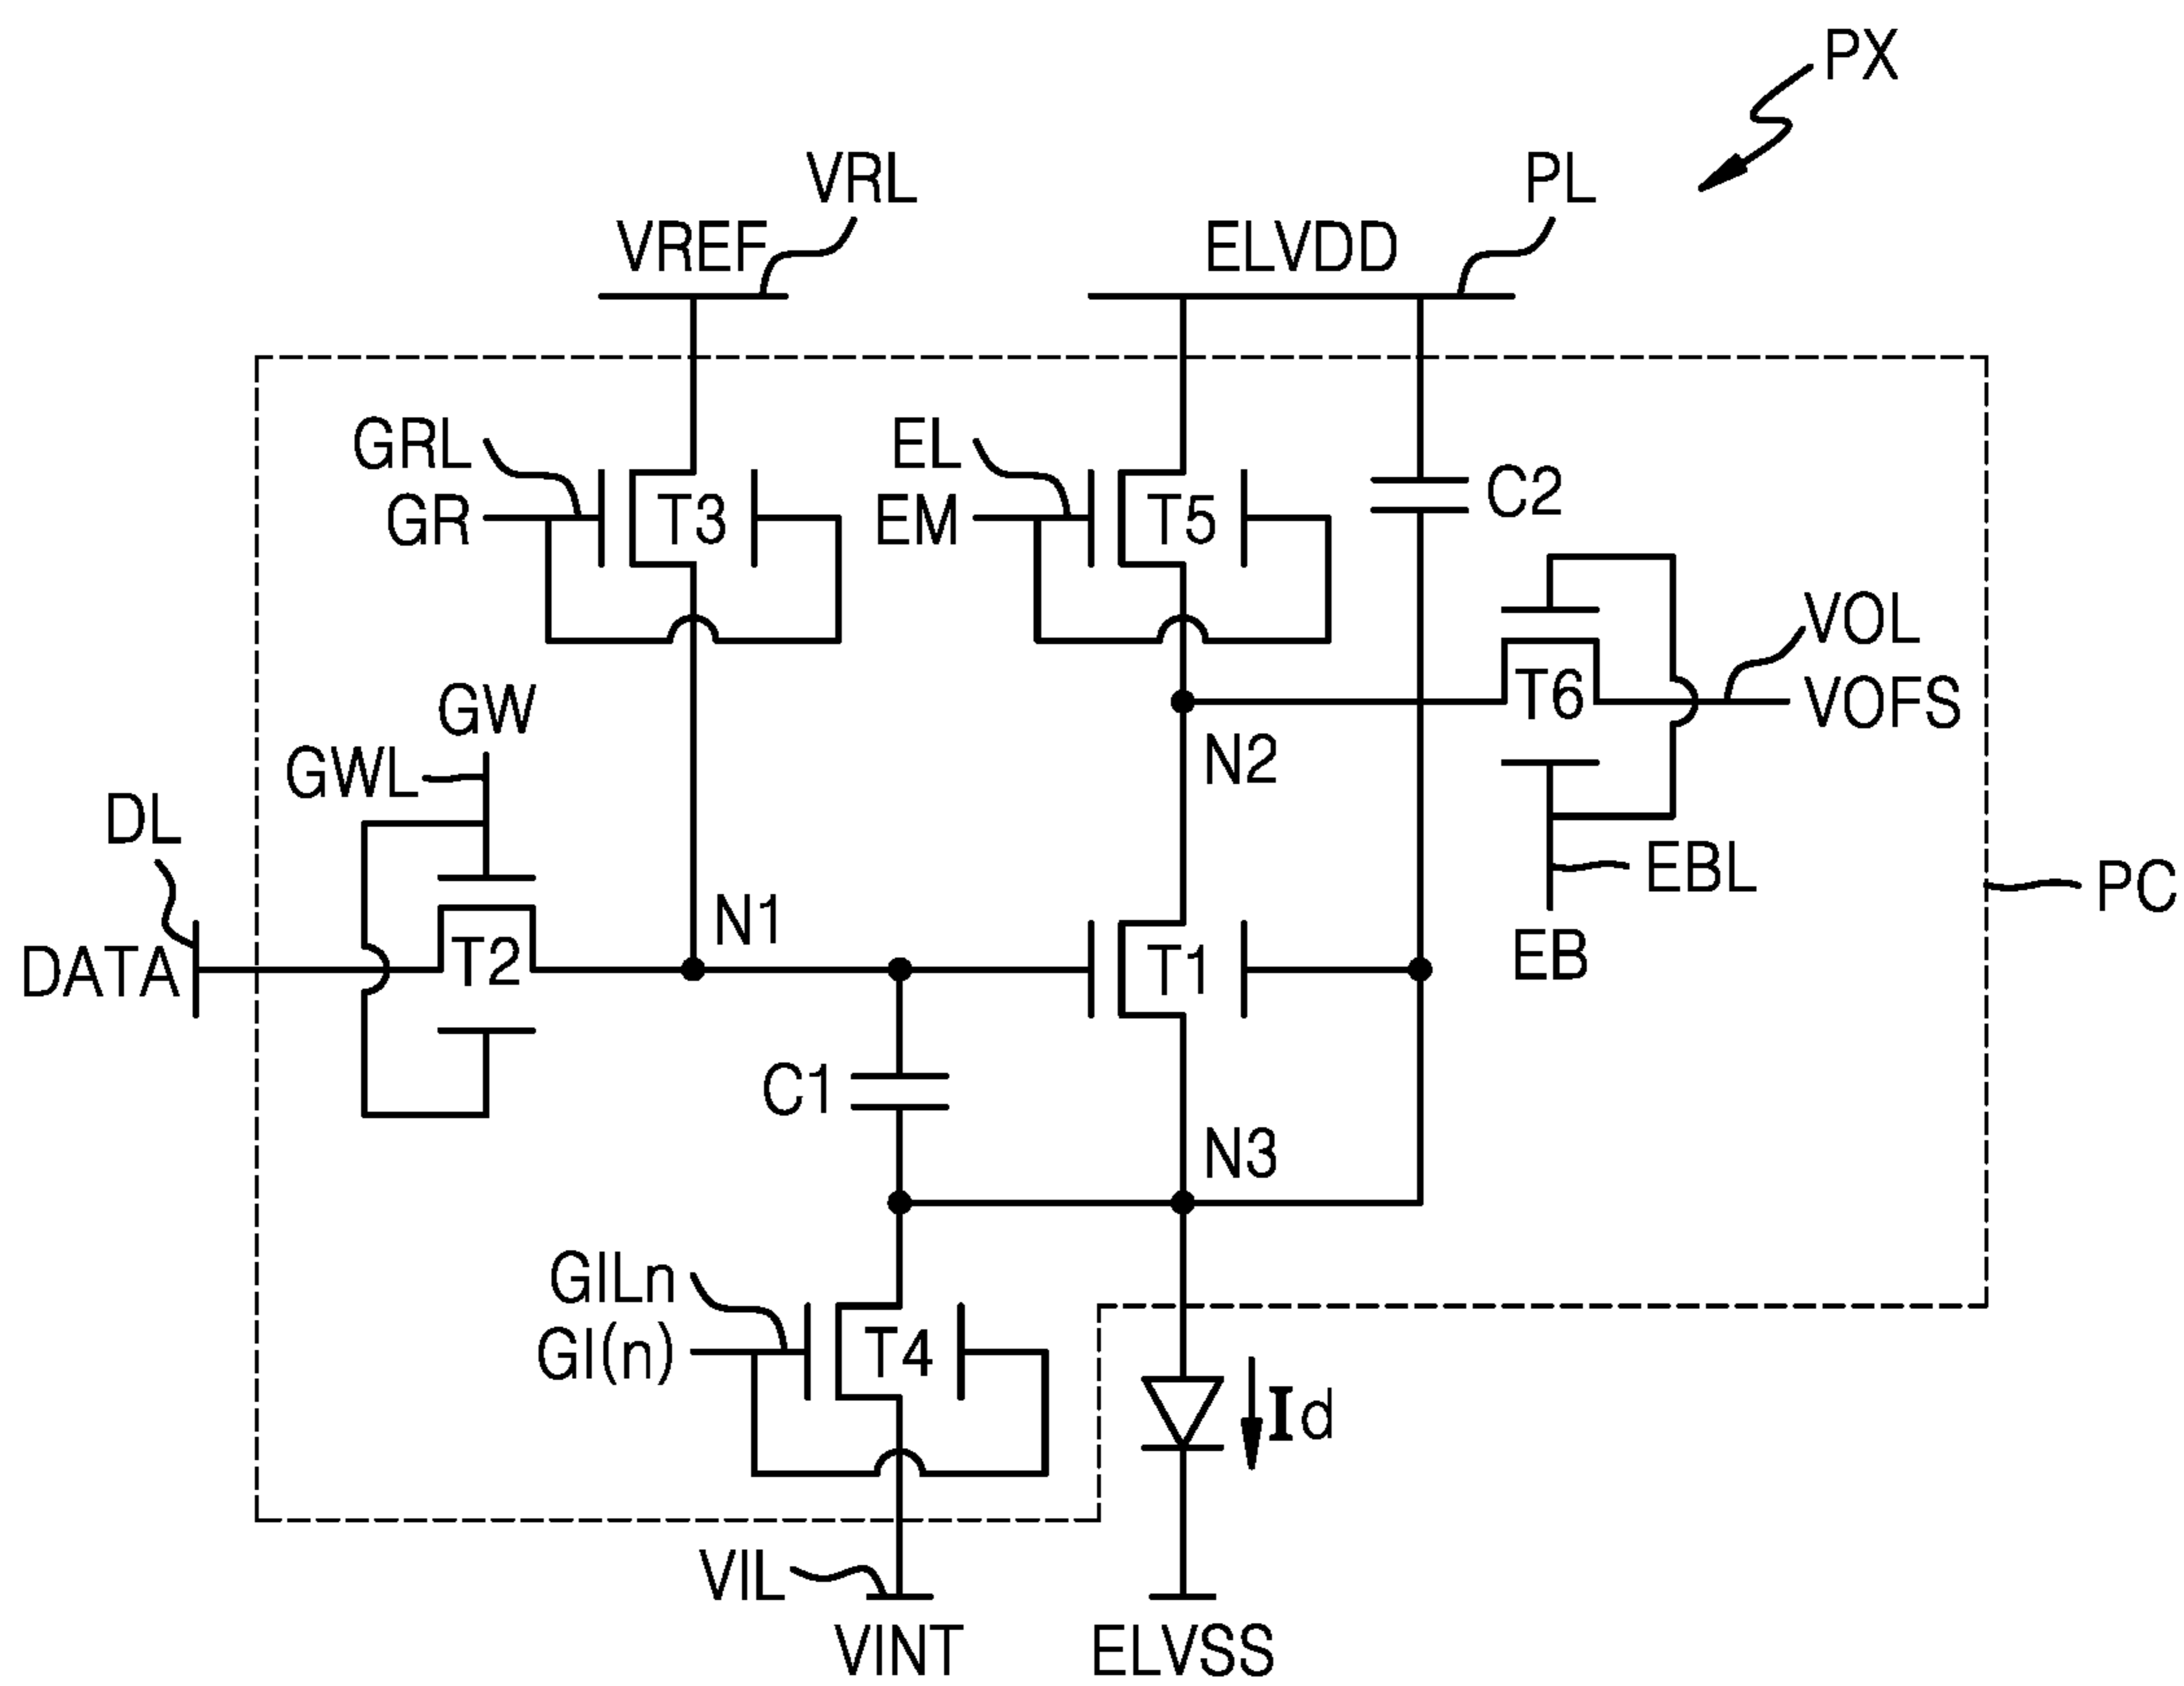 PX
VRL
PL
VREF
ELVDD
GRL
EL
GR
T3
EM
T5
C2
VOL
T6
VOFS
GW
N2
GWL
DL
EBL
PC
N1
DATA
T2
T1
EB
C1
N3
GILn
GI(n)
T4
Id
VIL
VINT
ELVSS